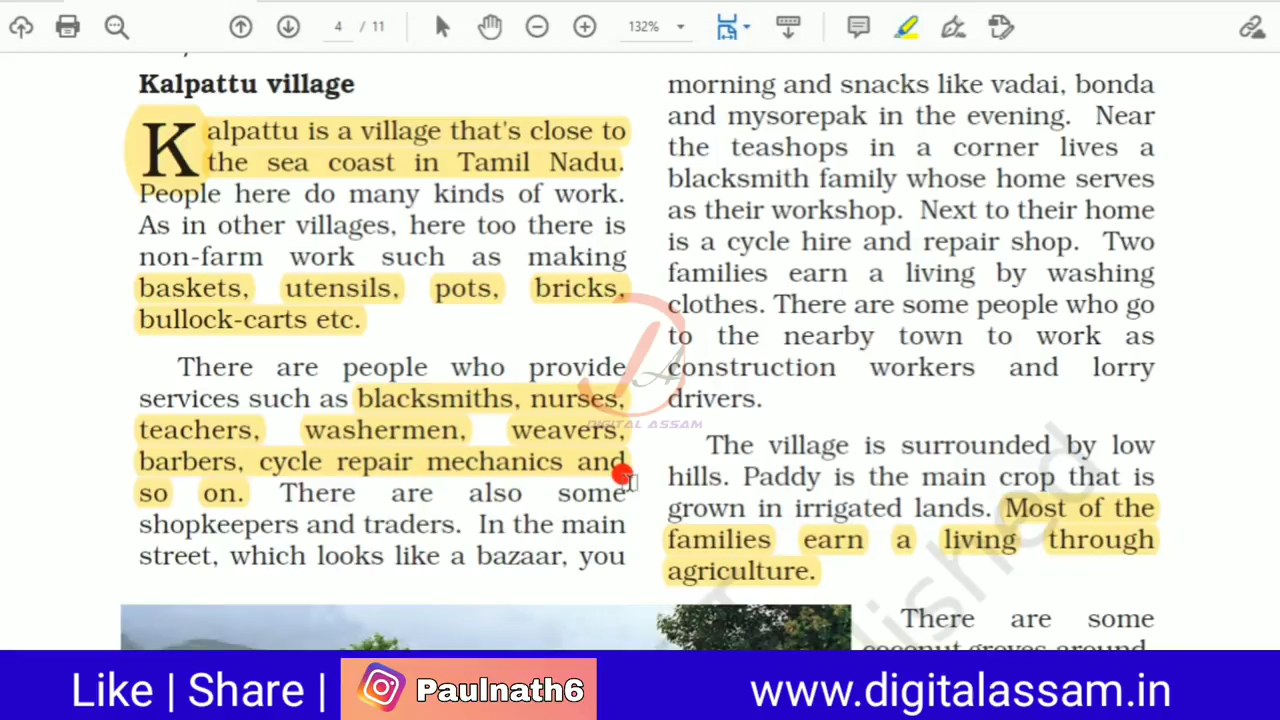 4 / 11
132%
Kalpattu village
Kalpattu is a village that's close to
the sea coast in Tamil Nadu.
People here do many kinds of work.
As in other villages, here too there is
non-farm work such as making
baskets, utensils, pots, bricks,
bullock-carts etc.
There are people who provide
services such as blacksmiths, nurses,
teachers, washermen, weavers,
barbers, cycle repair mechanics and
so on. There are also some
shopkeepers and traders. In the main
street, which looks like a bazaar, you
morning and snacks like vadai, bonda
and mysorepak in the evening. Near
the teashops in a corner lives a
blacksmith family whose home serves
as their workshop. Next to their home
is a cycle hire and repair shop. Two
families earn a living by washing
clothes. There are some people who go
to the nearby town to work as
construction workers and lorry
drivers.
The village is surrounded by low
hills. Paddy is the main crop that is
grown in irrigated lands. Most of the
families earn a living through
agriculture.
There are some
coconut groves around.
DIGITAL ASSAM
Like | Share | Paulnath6
www.digitalassam.in